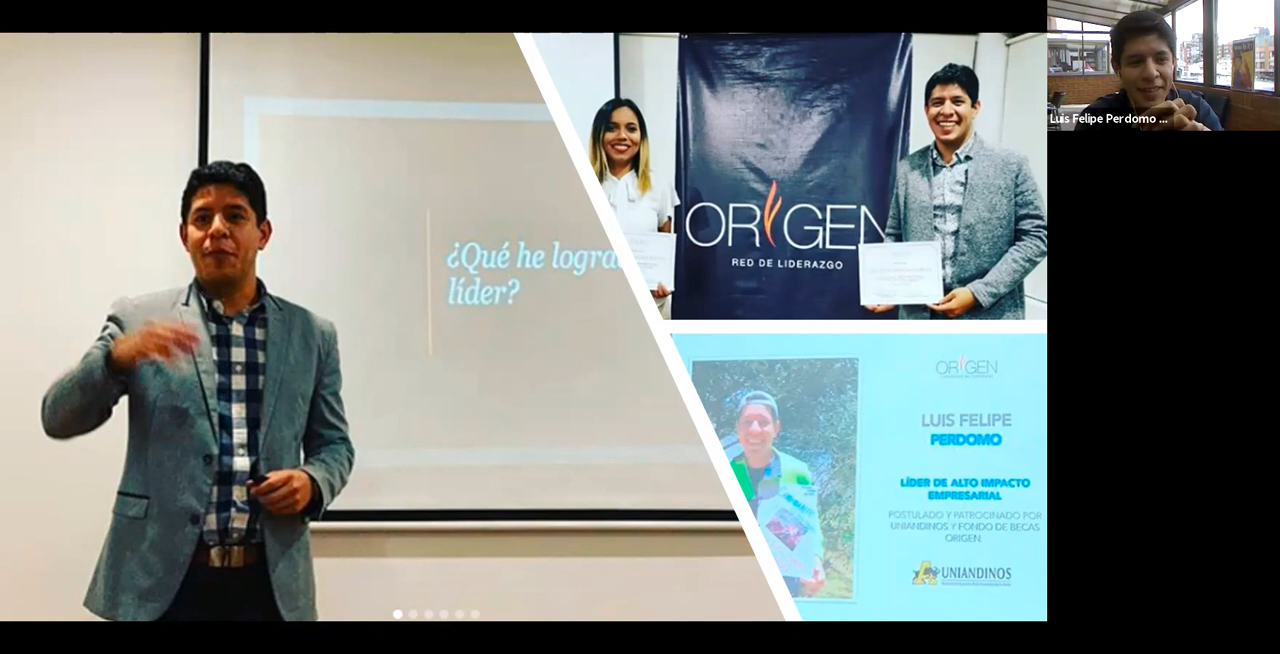 ¿Qué he logra
líder?
ORIGEN
RED DE LIDERAZGO
ORIGEN
LUIS FELIPE
PERDOMO
LÍDER DE ALTO IMPACTO
EMPRESARIAL
POSTULADO Y PATROCINADO POR
UNIANDINOS Y FONDO DE BECAS
ORIGEN.
UNIANDINOS
Luis Felipe Perdomo ...